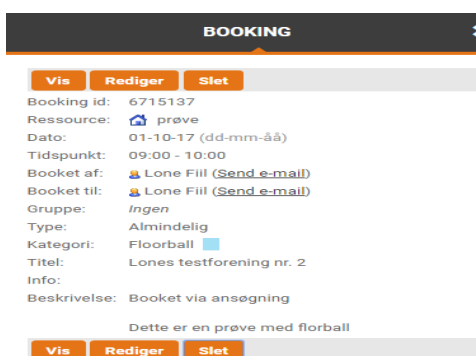 BOOKING
Vis Rediger Slet
Booking id: 6715137
Ressource: prøve
Dato: 01-10-17 (dd-mm-åå)
Tidspunkt: 09:00 - 10:00
Booket af: Lone Fiil (Send e-mail)
Booket til: Lone Fiil (Send e-mail)
Gruppe: Ingen
Type: Almindelig
Kategori: Floorball
Titel: Lones testforening nr. 2
Info:
Beskrivelse: Booket via ansøgning
Dette er en prøve med florball
Vis Rediger Slet